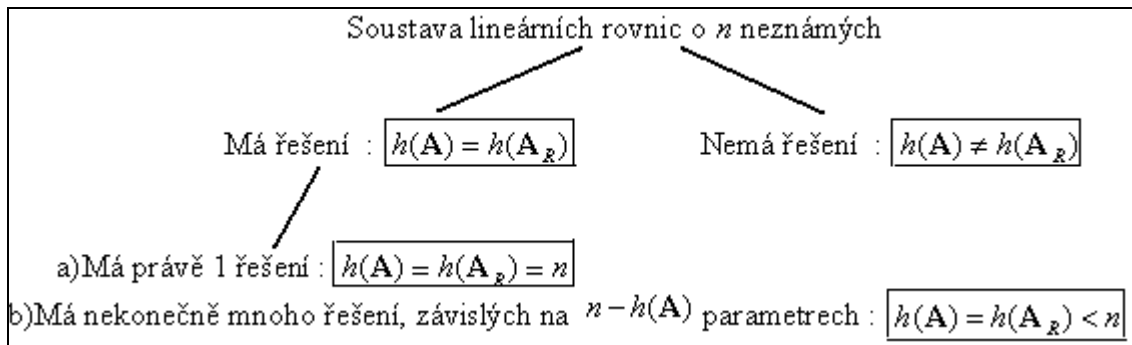 Soustava lineárních rovnic o n neznámých
Má řešení : h(A) = h(A_R) Nemá řešení : h(A) ≠ h(A_R)
a)Má právě 1 řešení : h(A) = h(A_R) = n
b)Má nekonečně mnoho řešení, závislých na n − h(A) parametrech : h(A) = h(A_R) < n